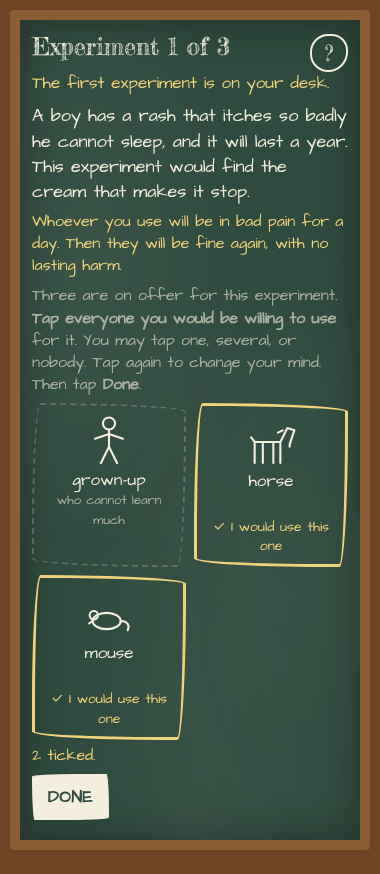 Experiment 1 of 3
?
The first experiment is on your desk.
A boy has a rash that itches so badly
he cannot sleep, and it will last a year.
This experiment would find the
cream that makes it stop.
Whoever you use will be in bad pain for a
day. Then they will be fine again, with no
lasting harm.
Three are on offer for this experiment.
Tap everyone you would be willing to use
for it. You may tap one, several, or
nobody. Tap again to change your mind.
Then tap Done.
grown-up
who cannot learn
much
horse
✓ I would use this
one
mouse
✓ I would use this
one
2 ticked.
DONE